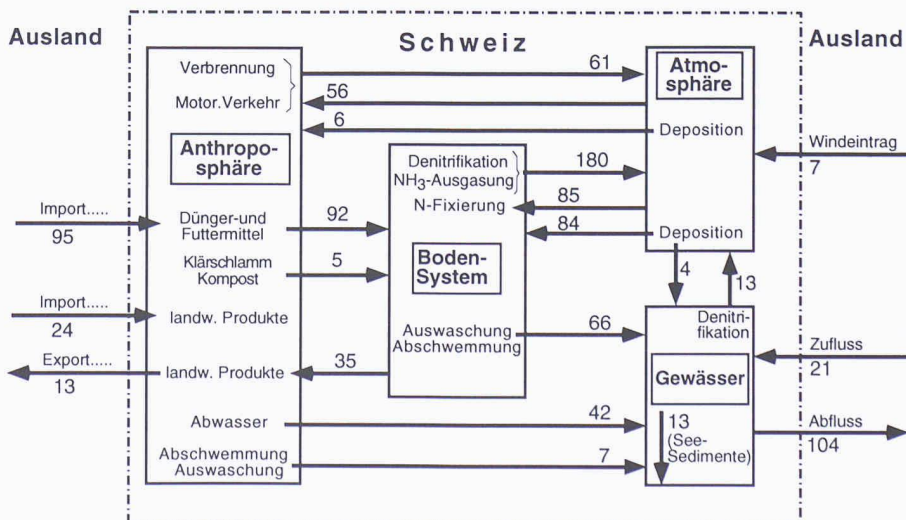 Ausland
Schweiz
Ausland
Verbrennung
61
Atmo-
sphäre
Motor.Verkehr
56
6
Deposition
Anthropo-
sphäre
Windeintrag
7
Denitrifikation
NH3-Ausgasung
180
N-Fixierung
85
Import.....
95
Dünger-und
Futtermittel
92
84
Deposition
Klärschlamm
Kompost
5
Boden-
System
4
13
Import.....
24
landw. Produkte
Denitri-
fikation
Auswaschung
Abschwemmung
66
Zufluss
21
Export.....
13
landw. Produkte
35
Gewässer
Abwasser
42
13
(See-
Sedimente)
Abfluss
104
Abschwemmung
Auswaschung
7